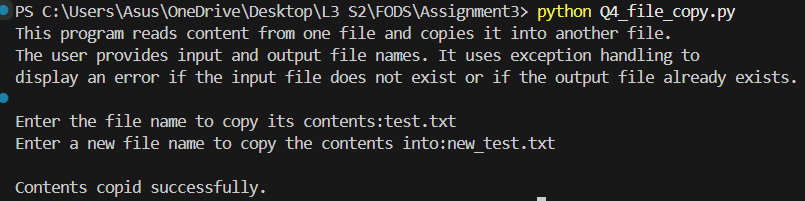 PS C:\Users\Asus\OneDrive\Desktop\L3 S2\FODS\Assignment3> python Q4_file_copy.py
This program reads content from one file and copies it into another file.
The user provides input and output file names. It uses exception handling to
display an error if the input file does not exist or if the output file already exists.
Enter the file name to copy its contents:test.txt
Enter a new file name to copy the contents into:new_test.txt
Contents copid successfully.